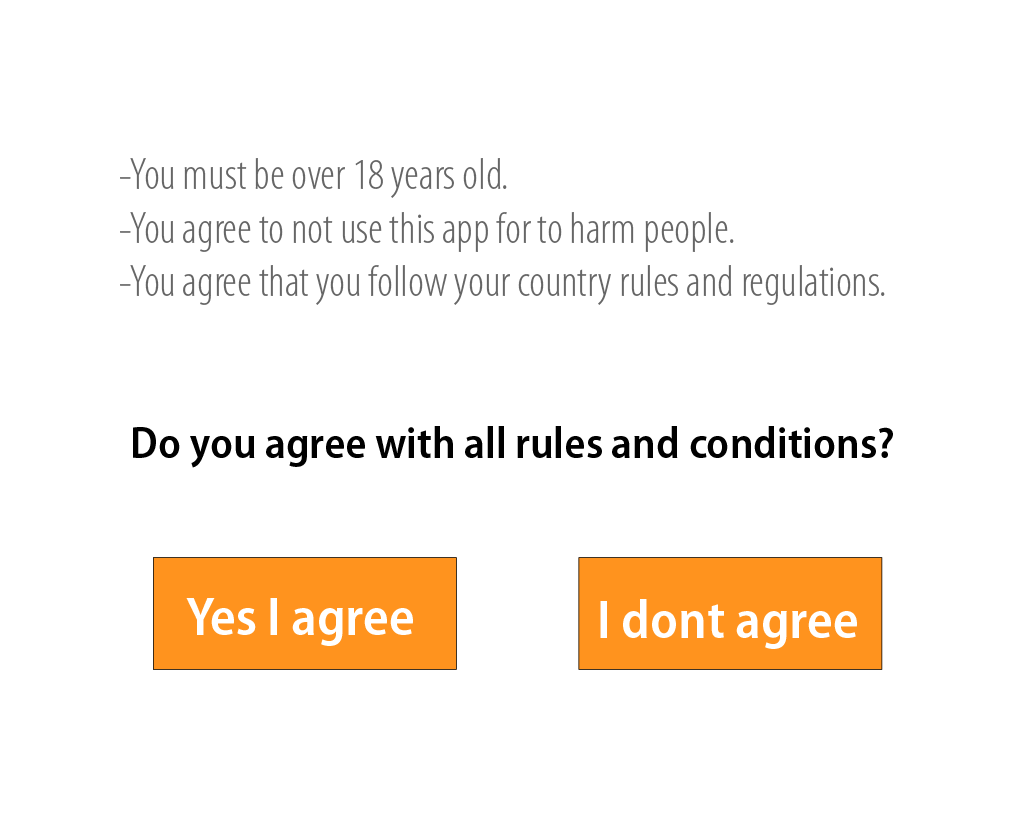 -You must be over 18 years old.
-You agree to not use this app for to harm people.
-You agree that you follow your country rules and regulations.
Do you agree with all rules and conditions?
Yes I agree
I dont agree